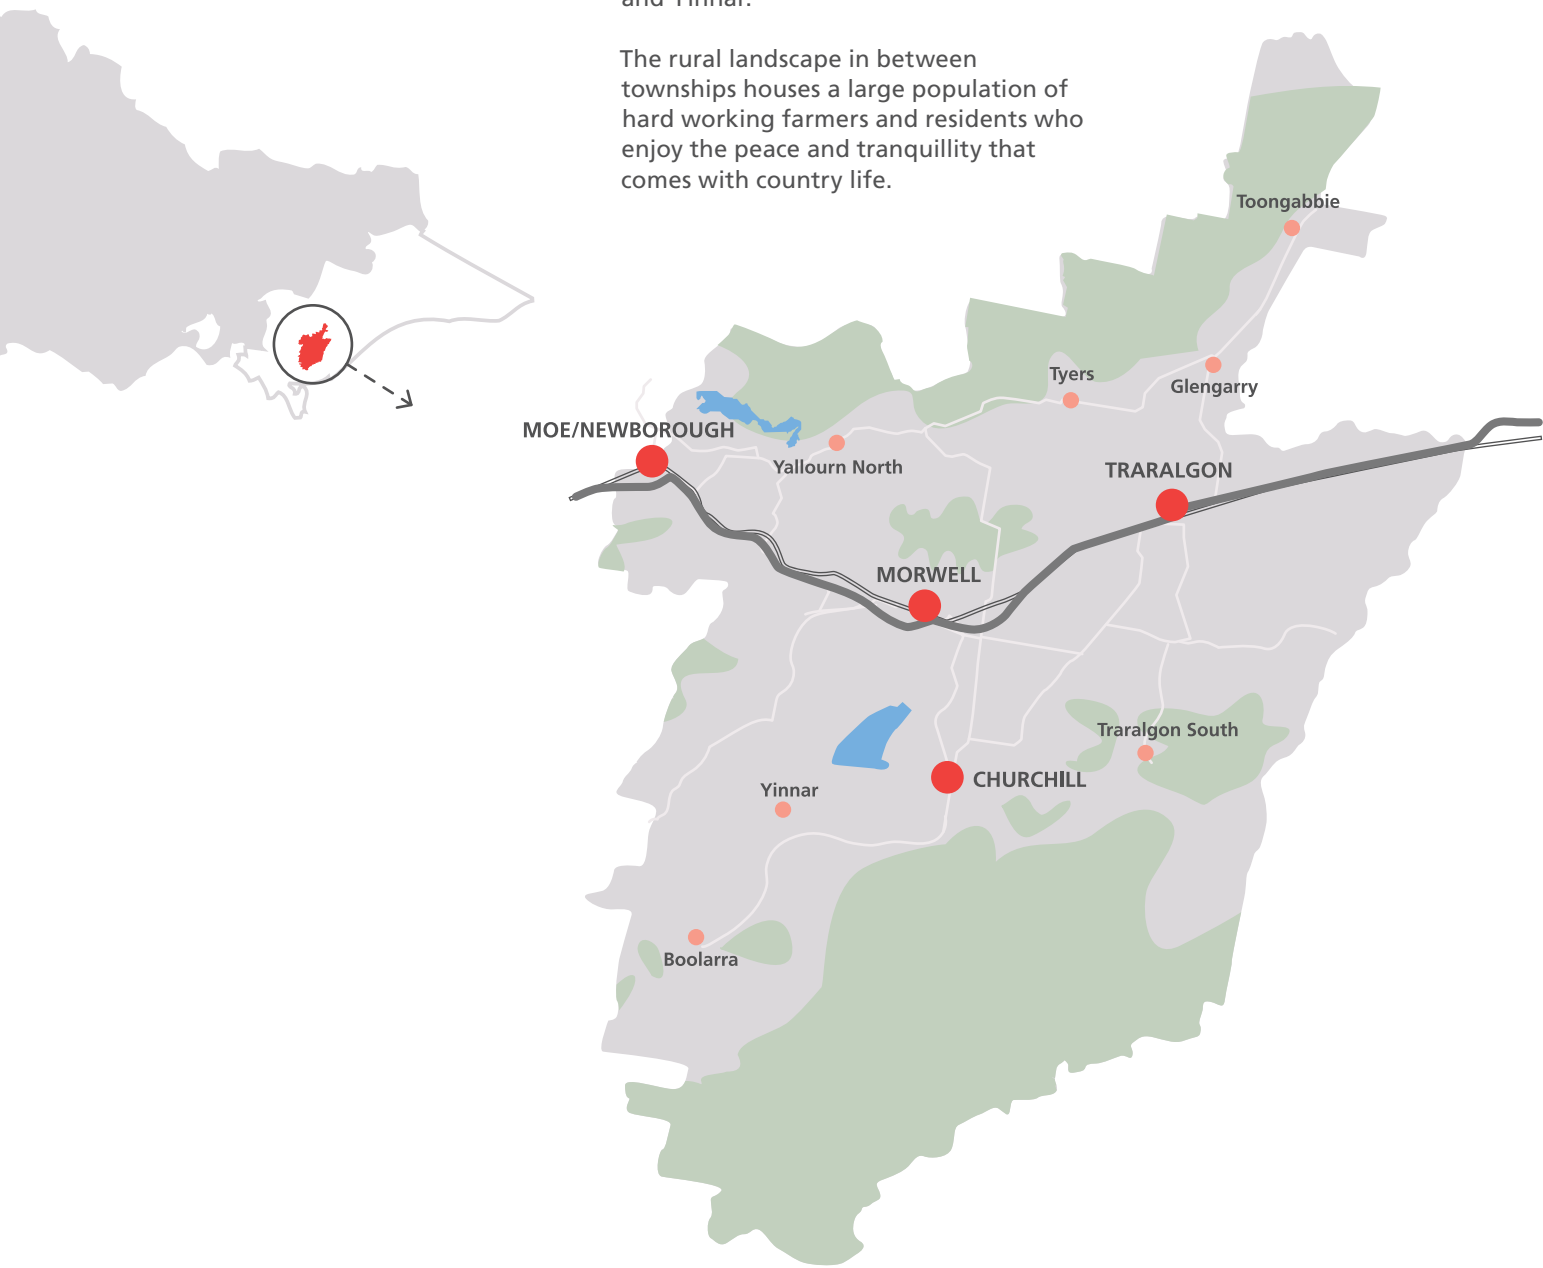 and Yinnar.
The rural landscape in between
townships houses a large population of
hard working farmers and residents who
enjoy the peace and tranquillity that
comes with country life.
Toongabbie
Tyers
Glengarry
MOE/NEWBOROUGH
Yallourn North
TRARALGON
MORWELL
Traralgon South
CHURCHILL
Yinnar
Boolarra